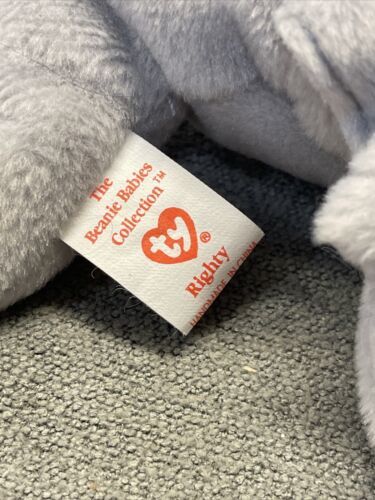 The
Beanie Babies
Collection™
ty®
Righty
HANDMADE IN CHINA